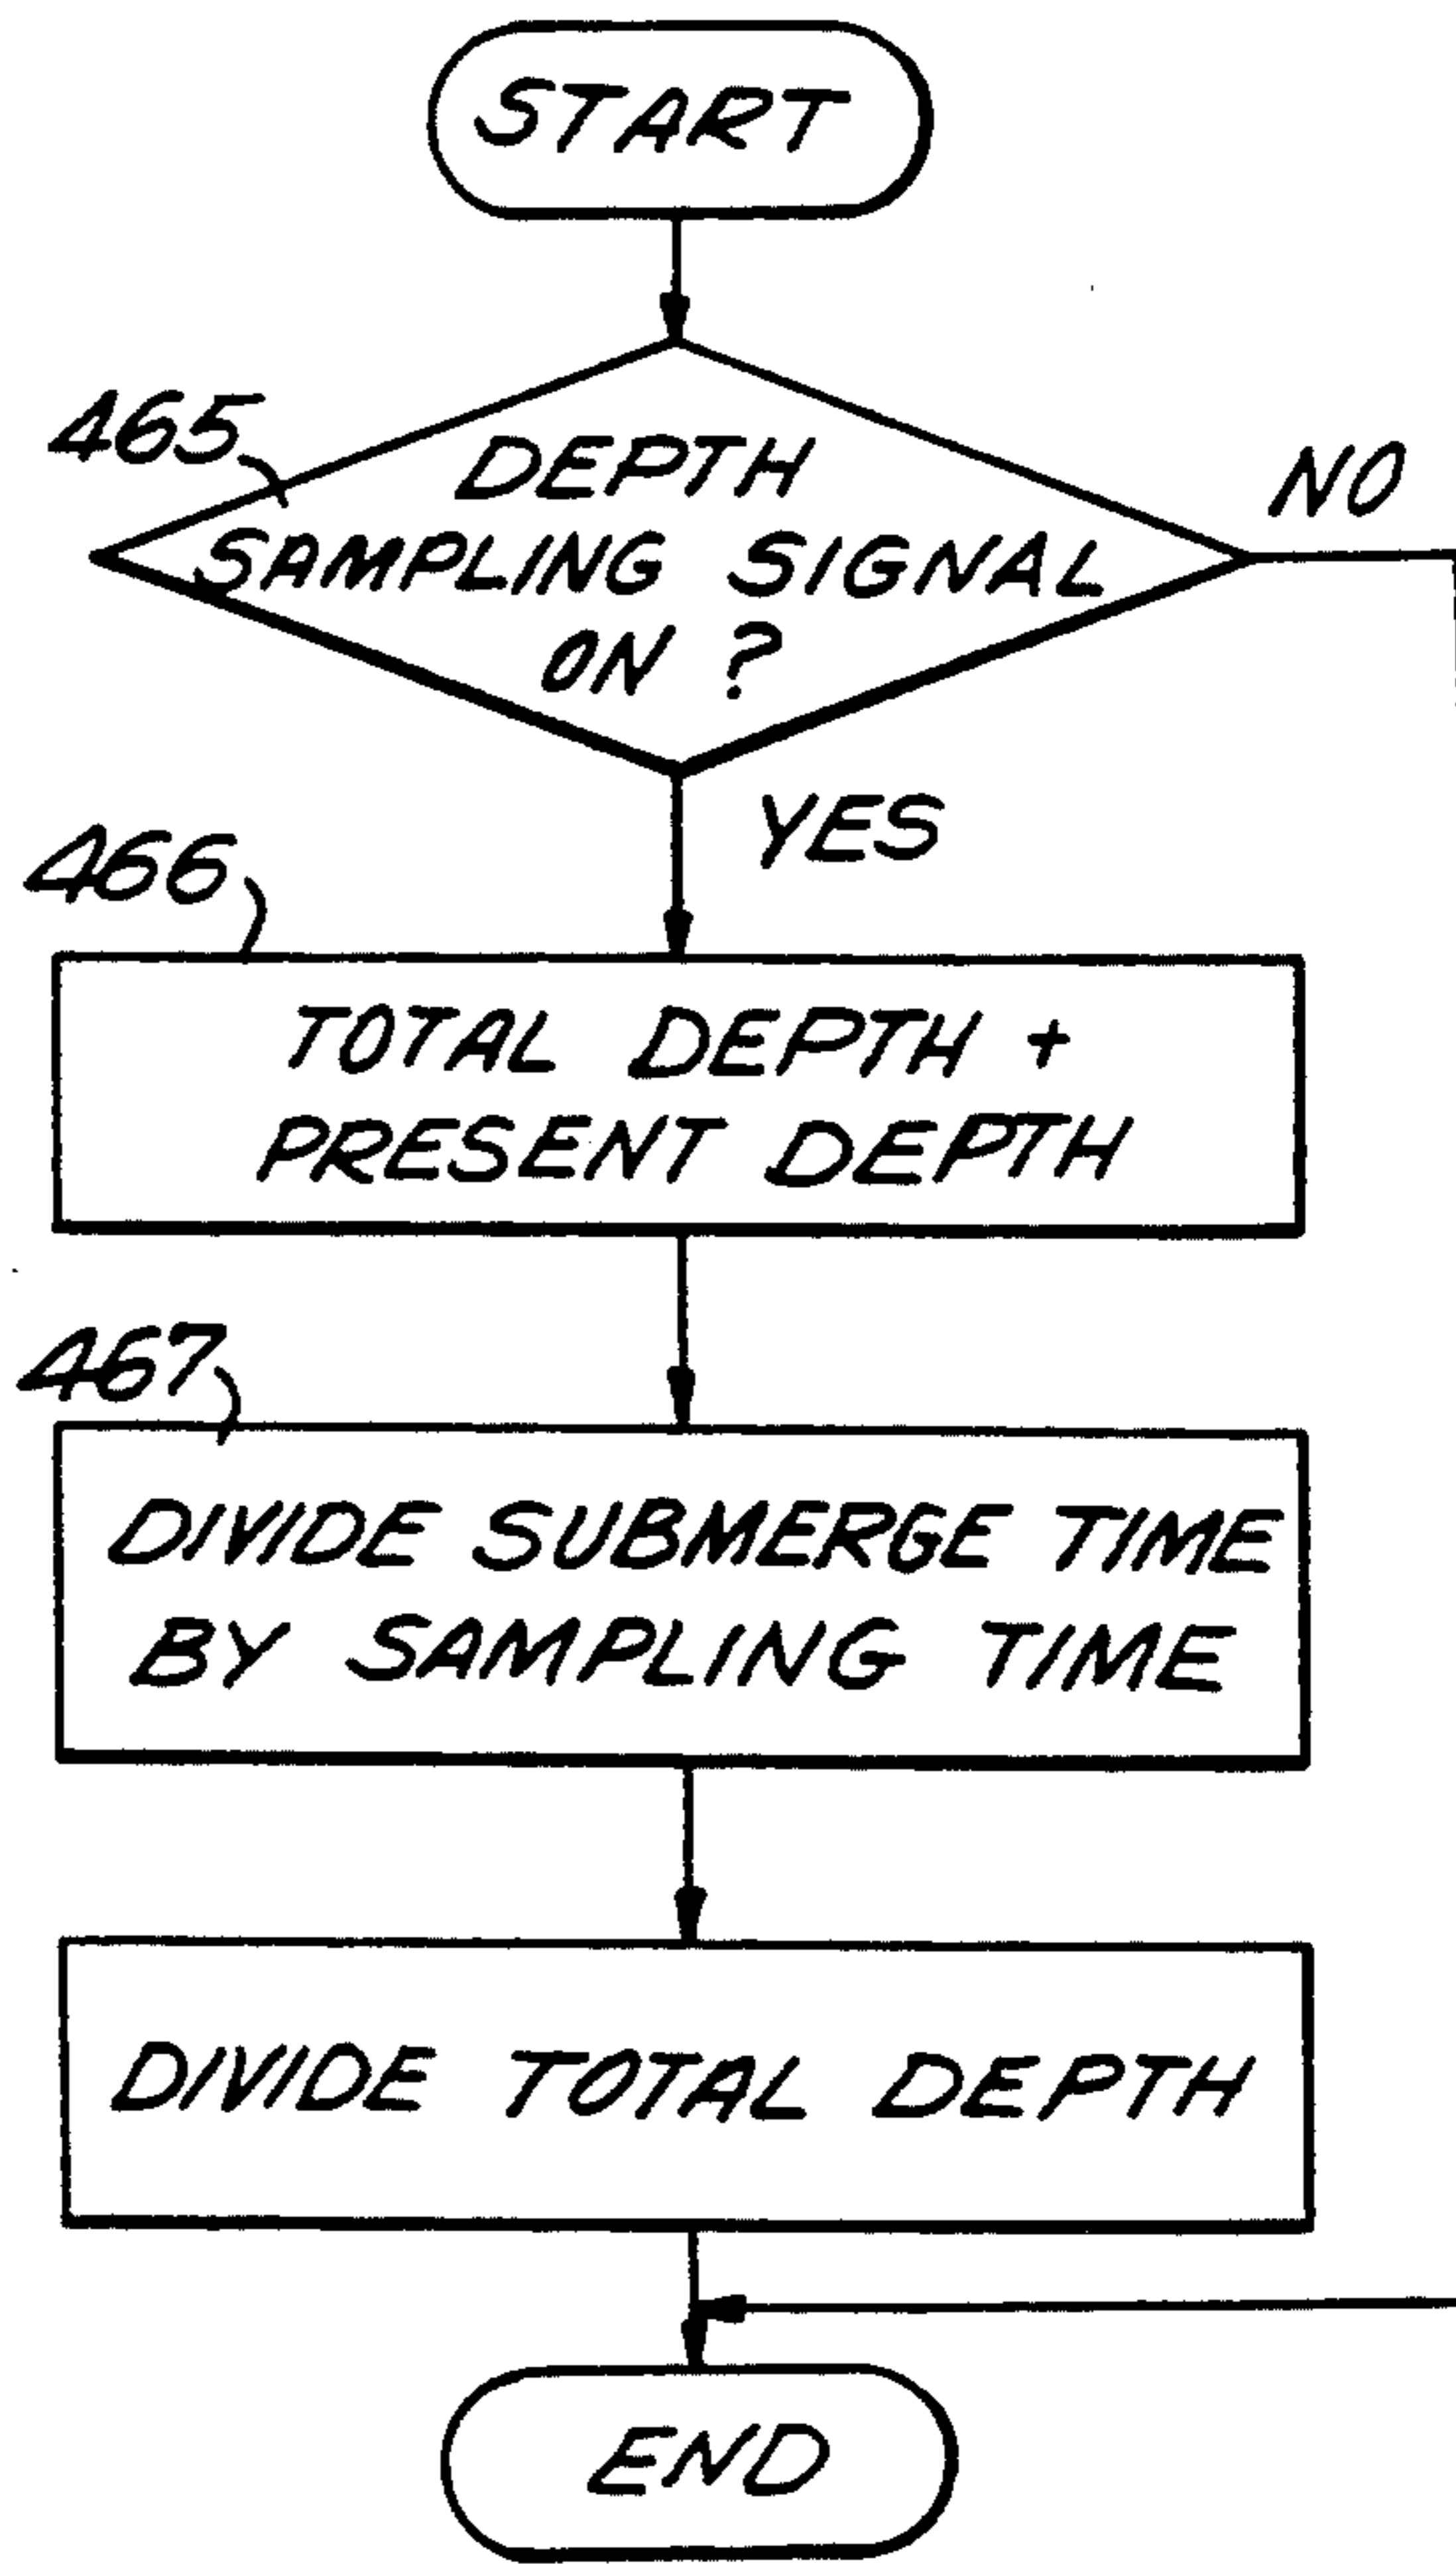 START
465
DEPTH
SAMPLING SIGNAL
ON ?
NO
YES
466
TOTAL DEPTH +
PRESENT DEPTH
467
DIVIDE SUBMERGE TIME
BY SAMPLING TIME
DIVIDE TOTAL DEPTH
END